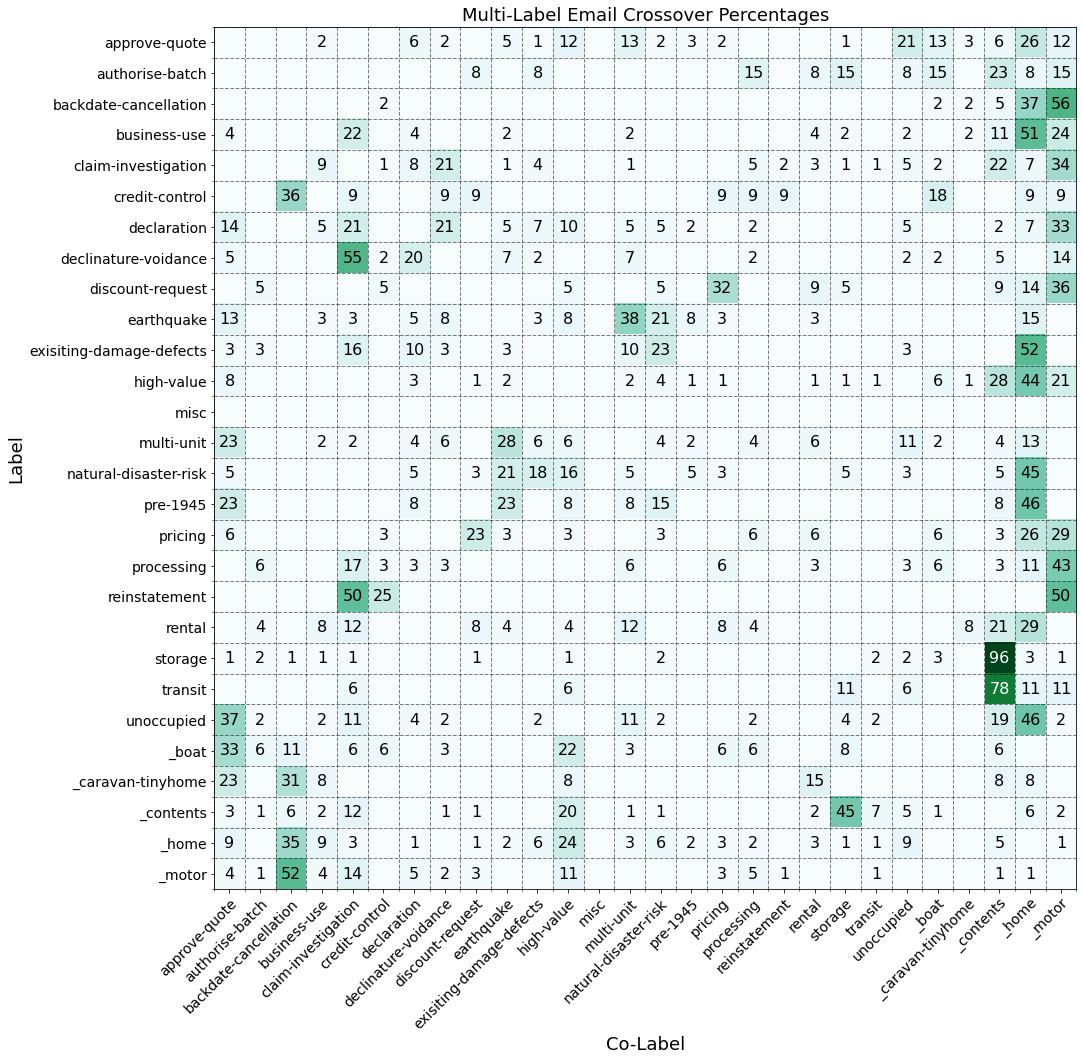 Multi-Label Email Crossover Percentages
approve-quote 2 6 2 5 1 12 13 2 3 2 1 21 13 3 6 26 12
authorise-batch 8 8 15 8 15 8 15 23 8 15
backdate-cancellation 2 2 2 5 37 56
business-use 4 22 4 2 2 4 2 2 2 11 51 24
claim-investigation 9 1 8 21 1 4 1 5 2 3 1 1 5 2 22 7 34
credit-control 36 9 9 9 9 9 9 18 9 9
declaration 14 5 21 21 5 7 10 5 5 2 2 5 2 7 33
declinature-voidance 5 55 2 20 7 2 7 2 2 2 5 14
discount-request 5 5 5 5 32 9 5 9 14 36
earthquake 13 3 3 5 8 3 8 38 21 8 3 3 15
exisiting-damage-defects 3 3 16 10 3 3 10 23 3 52
high-value 8 3 1 2 2 4 1 1 1 1 1 6 1 28 44 21
misc
multi-unit 23 2 2 4 6 28 6 6 4 2 4 6 11 2 4 13
natural-disaster-risk 5 5 3 21 18 16 5 5 3 5 3 5 45
pre-1945 23 8 23 8 8 15 8 46
pricing 6 3 23 3 3 3 6 6 6 3 26 29
processing 6 17 3 3 3 6 6 3 3 6 3 11 43
reinstatement 50 25 50
rental 4 8 12 8 4 4 12 8 4 8 21 29
storage 1 2 1 1 1 1 1 2 2 2 3 96 3 1
transit 6 6 11 6 78 11 11
unoccupied 37 2 2 11 4 2 2 11 2 2 4 2 19 46 2
_boat 33 6 11 6 6 3 22 3 6 6 8 6
_caravan-tinyhome 23 31 8 8 15 8 8
_contents 3 1 6 2 12 1 1 20 1 1 2 45 7 5 1 6 2
_home 9 35 9 3 1 1 2 6 24 3 6 2 3 2 3 1 1 9 5 1
_motor 4 1 52 4 14 5 2 3 11 3 5 1 1 1 1
Label
approve-quote
authorise-batch
backdate-cancellation
business-use
claim-investigation
credit-control
declaration
declinature-voidance
discount-request
earthquake
exisiting-damage-defects
high-value
misc
multi-unit
natural-disaster-risk
pre-1945
pricing
processing
reinstatement
rental
storage
transit
unoccupied
_boat
_caravan-tinyhome
_contents
_home
_motor
Co-Label